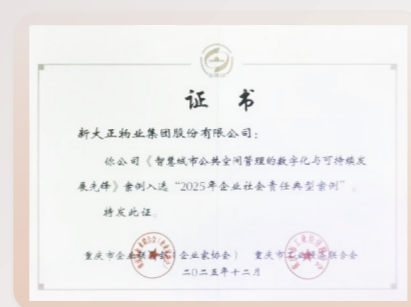 证 书
新大正物业集团股份有限公司：
你公司《智慧城市公共空间管理的数字化与可持续发
展先锋》案例入选“2025年企业社会责任典型案例”。
特发此证。
重庆市企业联合会（企业家协会） 重庆市工业经济联合会
二〇二五年十二月